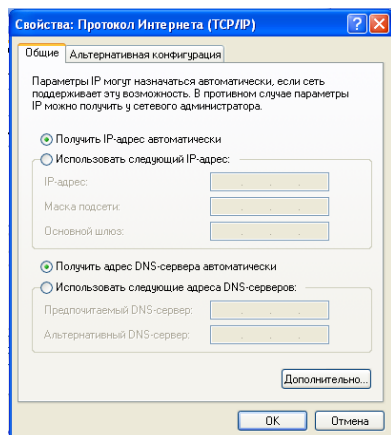 Свойства: Протокол Интернета (TCP/IP)
Общие Альтернативная конфигурация
Параметры IP могут назначаться автоматически, если сеть
поддерживает эту возможность. В противном случае параметры
IP можно получить у сетевого администратора.
Получить IP-адрес автоматически
Использовать следующий IP-адрес:
IP-адрес:
Маска подсети:
Основной шлюз:
Получить адрес DNS-сервера автоматически
Использовать следующие адреса DNS-серверов:
Предпочитаемый DNS-сервер:
Альтернативный DNS-сервер:
Дополнительно...
OK Отмена